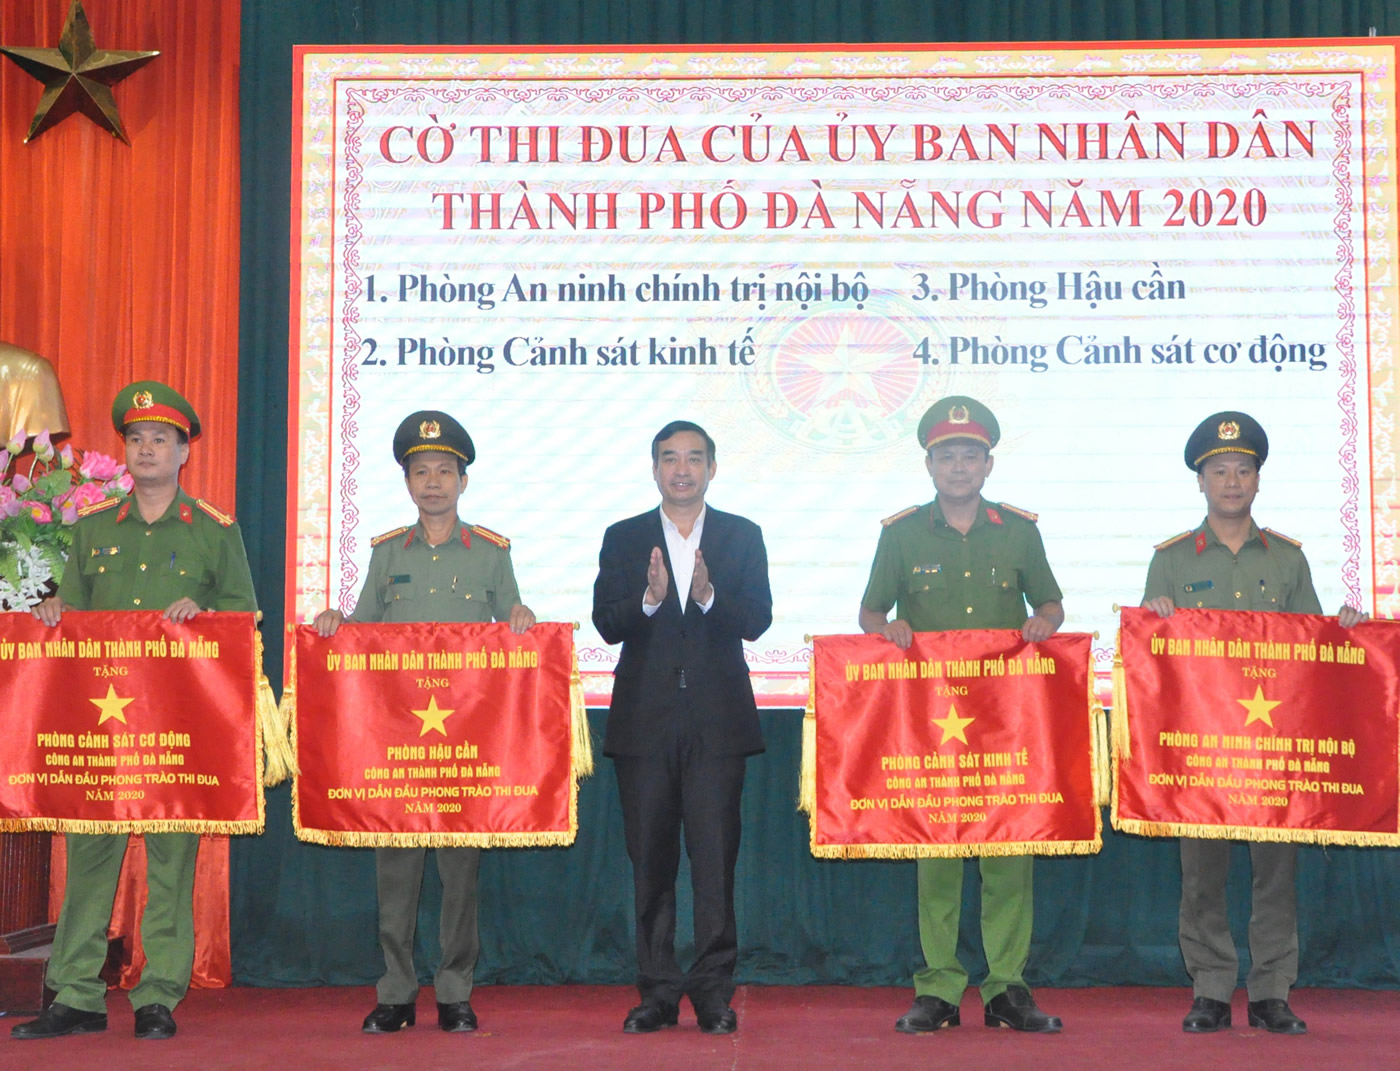 CỜ THI ĐUA CỦA ỦY BAN NHÂN DÂN
THÀNH PHỐ ĐÀ NẴNG NĂM 2020
1. Phòng An ninh chính trị nội bộ
3. Phòng Hậu cần
2. Phòng Cảnh sát kinh tế
4. Phòng Cảnh sát cơ động
ỦY BAN NHÂN DÂN THÀNH PHỐ ĐÀ NẴNG
TẶNG
PHÒNG CẢNH SÁT CƠ ĐỘNG
CÔNG AN THÀNH PHỐ ĐÀ NẴNG
ĐƠN VỊ DẪN ĐẦU PHONG TRÀO THI ĐUA
NĂM 2020
ỦY BAN NHÂN DÂN THÀNH PHỐ ĐÀ NẴNG
TẶNG
PHÒNG HẬU CẦN
CÔNG AN THÀNH PHỐ ĐÀ NẴNG
ĐƠN VỊ DẪN ĐẦU PHONG TRÀO THI ĐUA
NĂM 2020
ỦY BAN NHÂN DÂN THÀNH PHỐ ĐÀ NẴNG
TẶNG
PHÒNG CẢNH SÁT KINH TẾ
CÔNG AN THÀNH PHỐ ĐÀ NẴNG
ĐƠN VỊ DẪN ĐẦU PHONG TRÀO THI ĐUA
NĂM 2020
ỦY BAN NHÂN DÂN THÀNH PHỐ ĐÀ NẴNG
TẶNG
PHÒNG AN NINH CHÍNH TRỊ NỘI BỘ
CÔNG AN THÀNH PHỐ ĐÀ NẴNG
ĐƠN VỊ DẪN ĐẦU PHONG TRÀO THI ĐUA
NĂM 2020